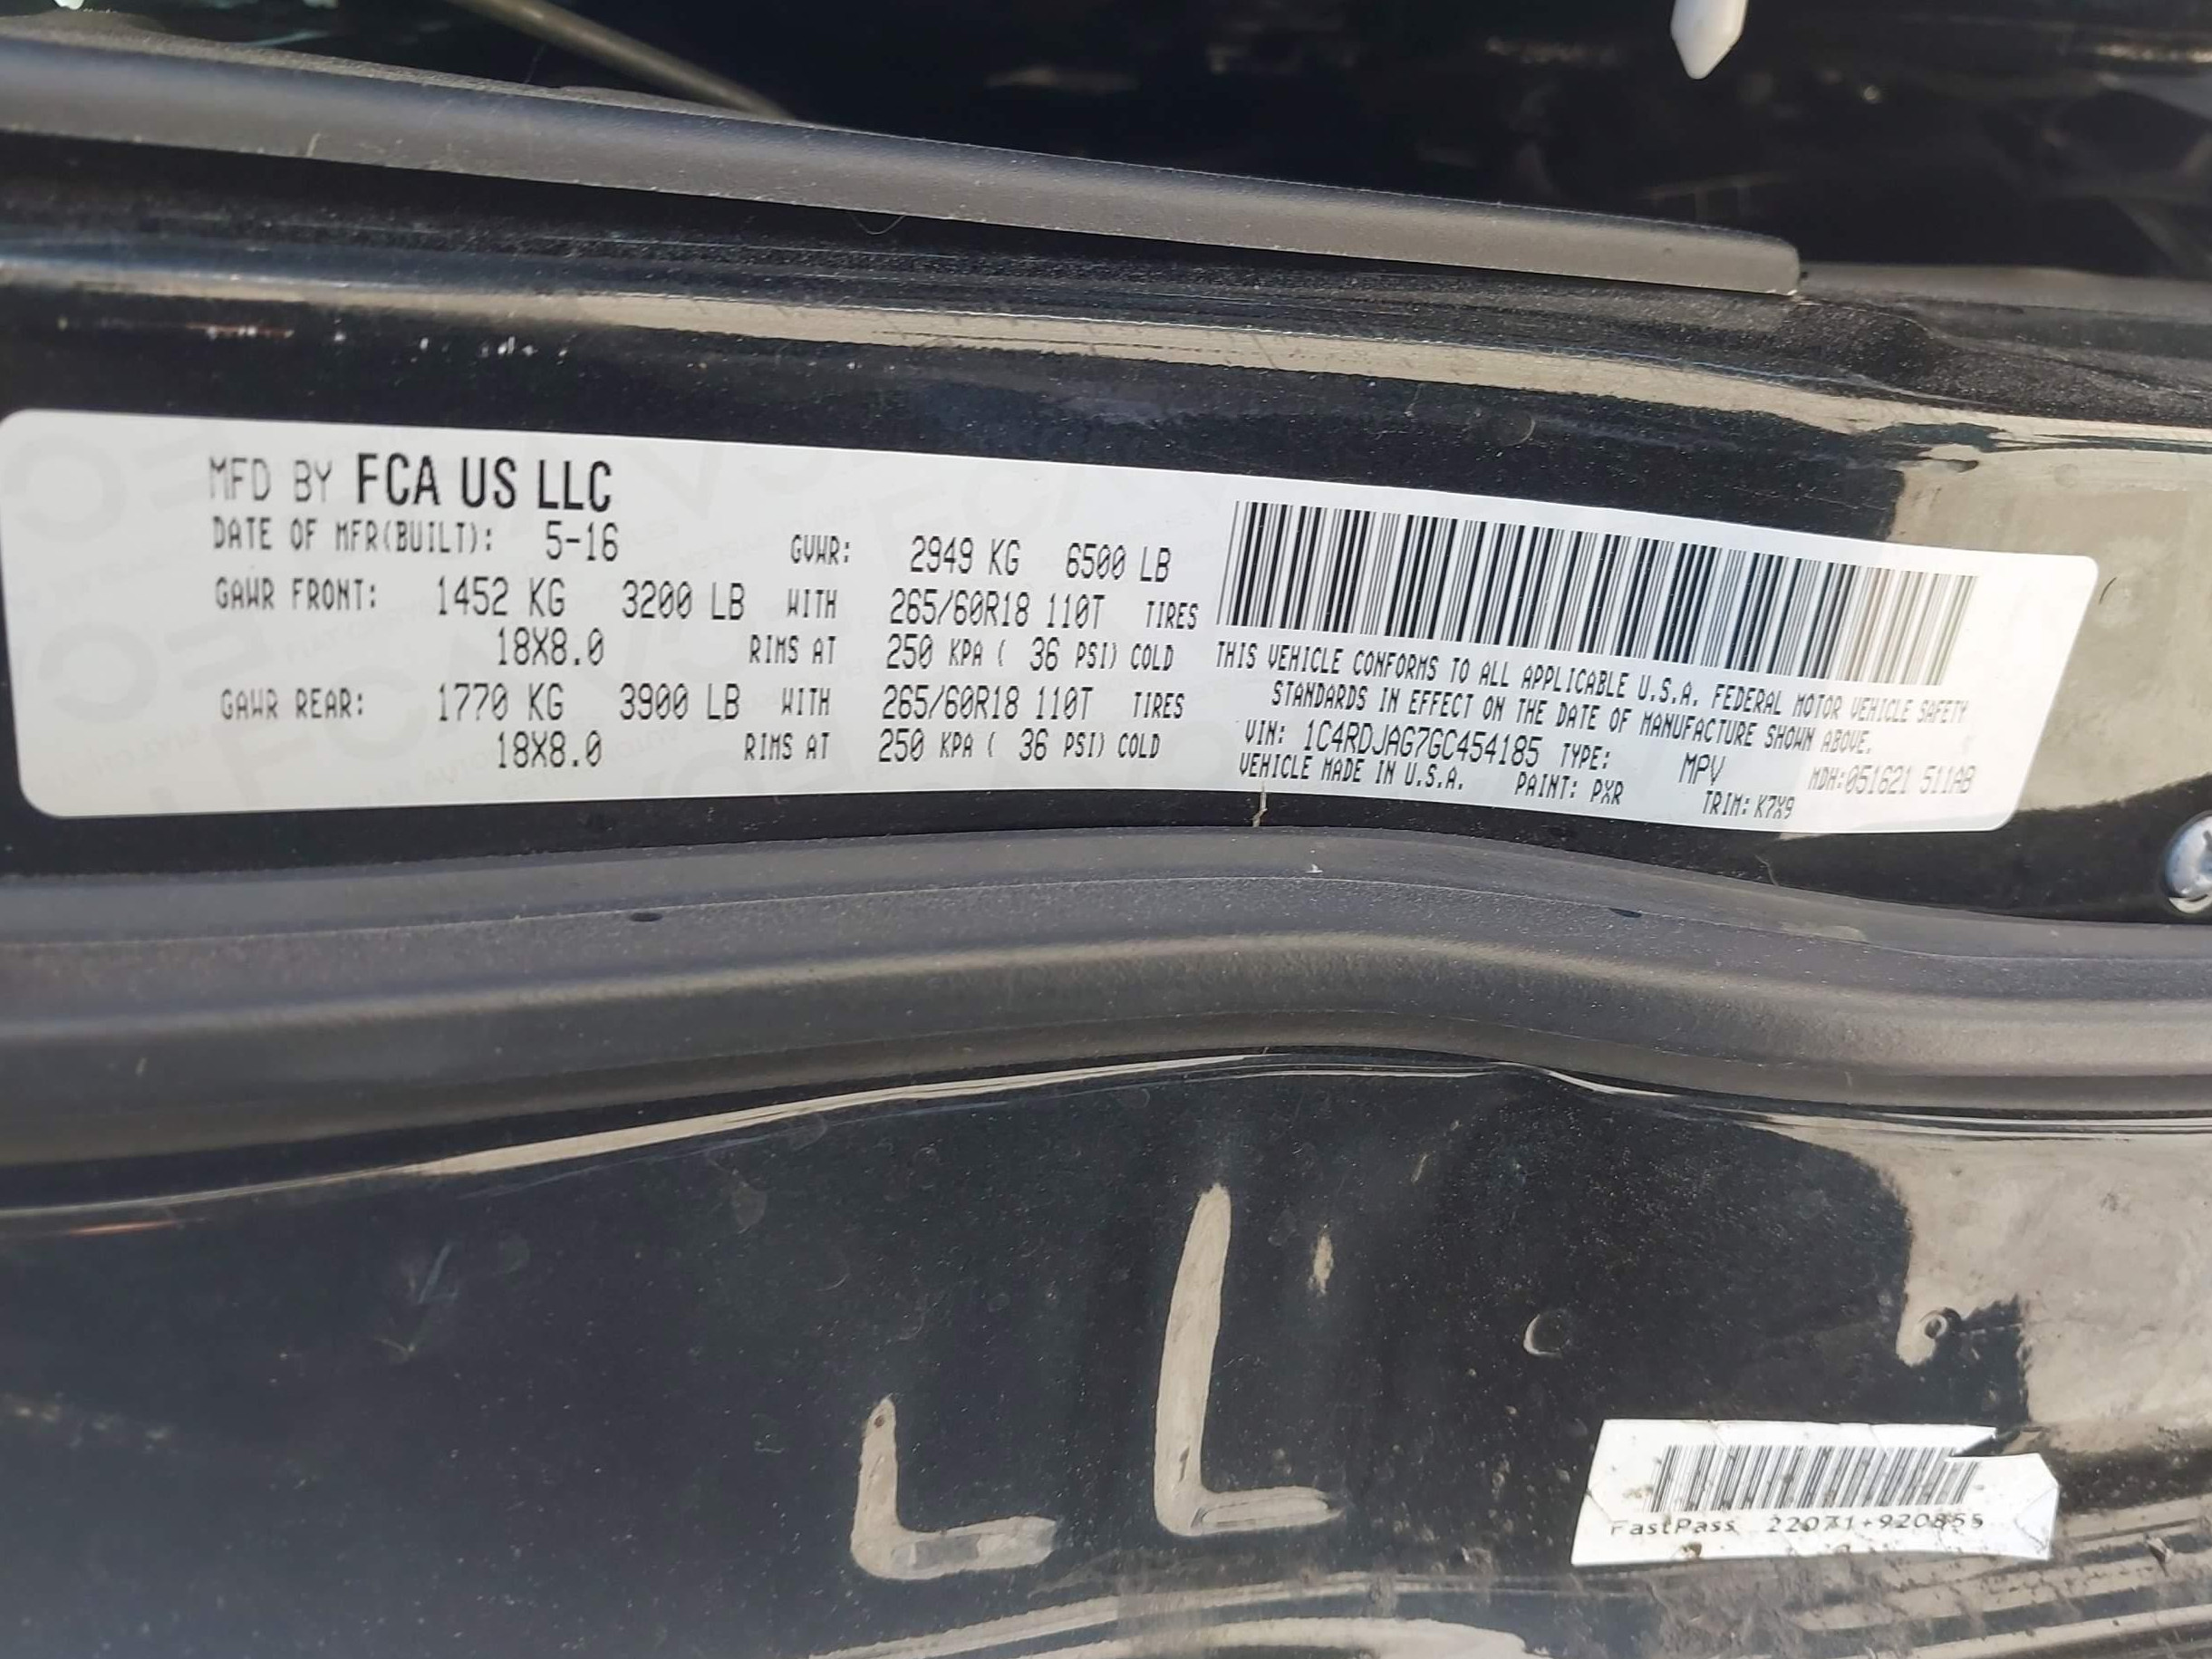 MFD BY FCA US LLC
DATE OF MFR(BUILT): 5-16 GVWR: 2949 KG 6500 LB
GAWR FRONT: 1452 KG 3200 LB WITH 265/60R18 110T TIRES
18X8.0 RIMS AT 250 KPA ( 36 PSI) COLD
GAWR REAR: 1770 KG 3900 LB WITH 265/60R18 110T TIRES
18X8.0 RIMS AT 250 KPA ( 36 PSI) COLD
THIS VEHICLE CONFORMS TO ALL APPLICABLE U.S.A. FEDERAL MOTOR VEHICLE SAFETY
STANDARDS IN EFFECT ON THE DATE OF MANUFACTURE SHOWN ABOVE.
VIN: 1C4RDJAG7GC454185 TYPE: MPV MDH:051621 511AB
VEHICLE MADE IN U.S.A. PAINT: PXR TRIM: K7X9
FastPass 22071+920855